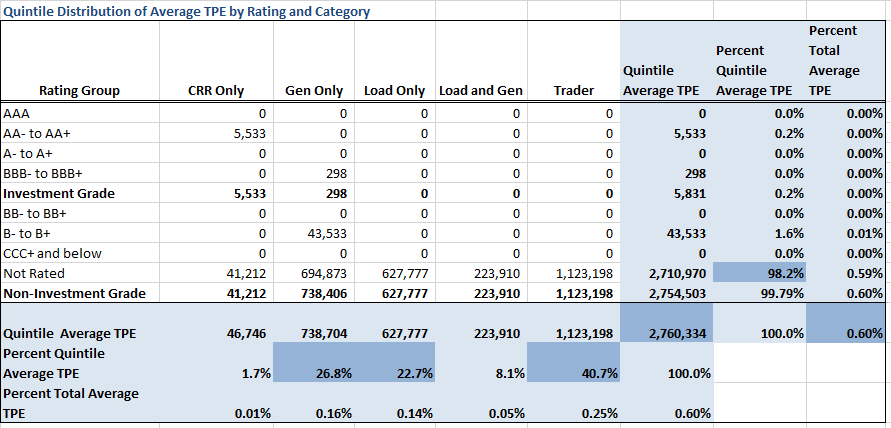 Quintile Distribution of Average TPE by Rating and Category
Rating Group CRR Only Gen Only Load Only Load and Gen Trader Quintile Average TPE Percent Quintile Average TPE Percent Total Average TPE
AAA 0 0 0 0 0 0 0.0% 0.00%
AA- to AA+ 5,533 0 0 0 0 5,533 0.2% 0.00%
A- to A+ 0 0 0 0 0 0 0.0% 0.00%
BBB- to BBB+ 0 298 0 0 0 298 0.0% 0.00%
Investment Grade 5,533 298 0 0 0 5,831 0.2% 0.00%
BB- to BB+ 0 0 0 0 0 0 0.0% 0.00%
B- to B+ 0 43,533 0 0 0 43,533 1.6% 0.01%
CCC+ and below 0 0 0 0 0 0 0.0% 0.00%
Not Rated 41,212 694,873 627,777 223,910 1,123,198 2,710,970 98.2% 0.59%
Non-Investment Grade 41,212 738,406 627,777 223,910 1,123,198 2,754,503 99.79% 0.60%
Quintile Average TPE 46,746 738,704 627,777 223,910 1,123,198 2,760,334 100.0% 0.60%
Percent Quintile
Average TPE 1.7% 26.8% 22.7% 8.1% 40.7% 100.0%
Percent Total Average
TPE 0.01% 0.16% 0.14% 0.05% 0.25% 0.60%